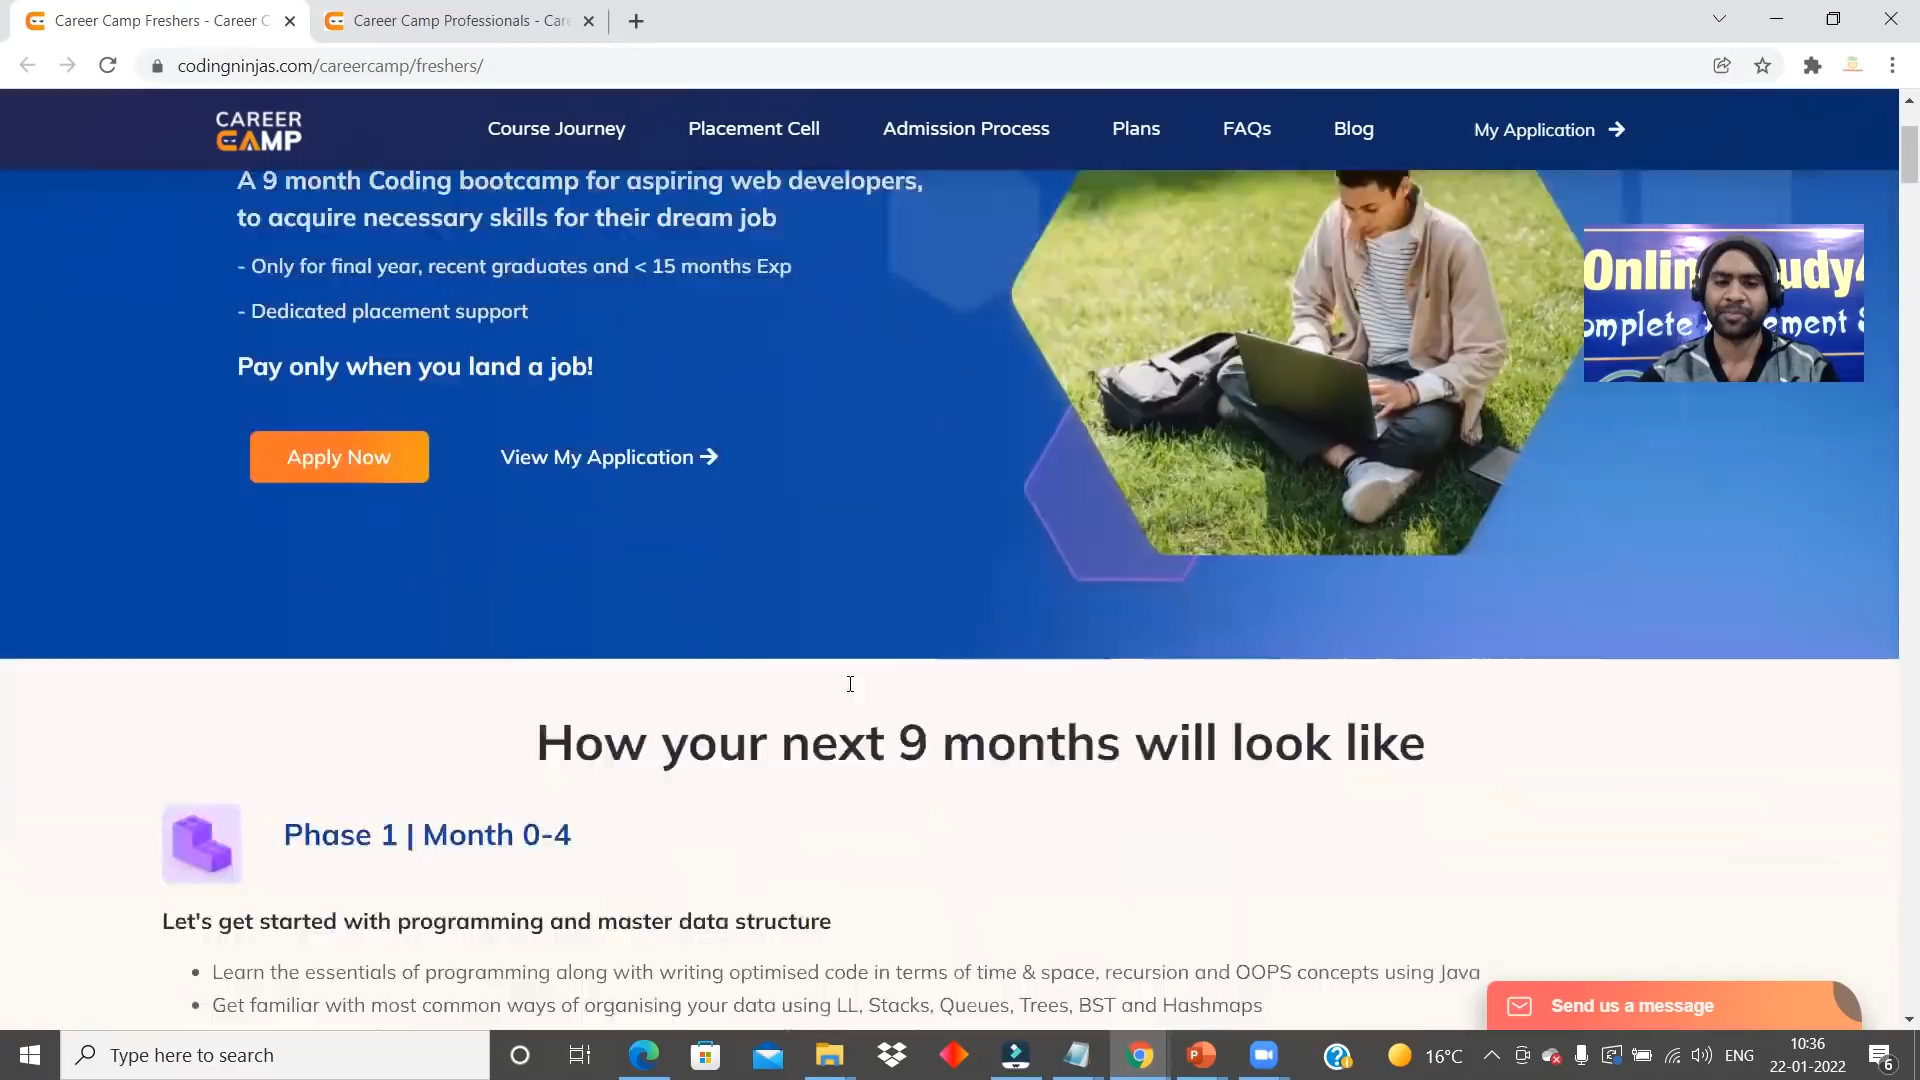 Career Camp Freshers - Career C
Career Camp Professionals - Care
codingninjas.com/careercamp/freshers/
CAREER
CAMP
Course Journey
Placement Cell
Admission Process
Plans
FAQs
Blog
My Application
A 9 month Coding bootcamp for aspiring web developers,
to acquire necessary skills for their dream job
- Only for final year, recent graduates and < 15 months Exp
- Dedicated placement support
Pay only when you land a job!
Apply Now
View My Application
How your next 9 months will look like
Phase 1 | Month 0-4
Let's get started with programming and master data structure
Learn the essentials of programming along with writing optimised code in terms of time & space, recursion and OOPS concepts using Java
Get familiar with most common ways of organising your data using LL, Stacks, Queues, Trees, BST and Hashmaps
Send us a message
Type here to search
16°C
ENG
10:36
22-01-2022
6